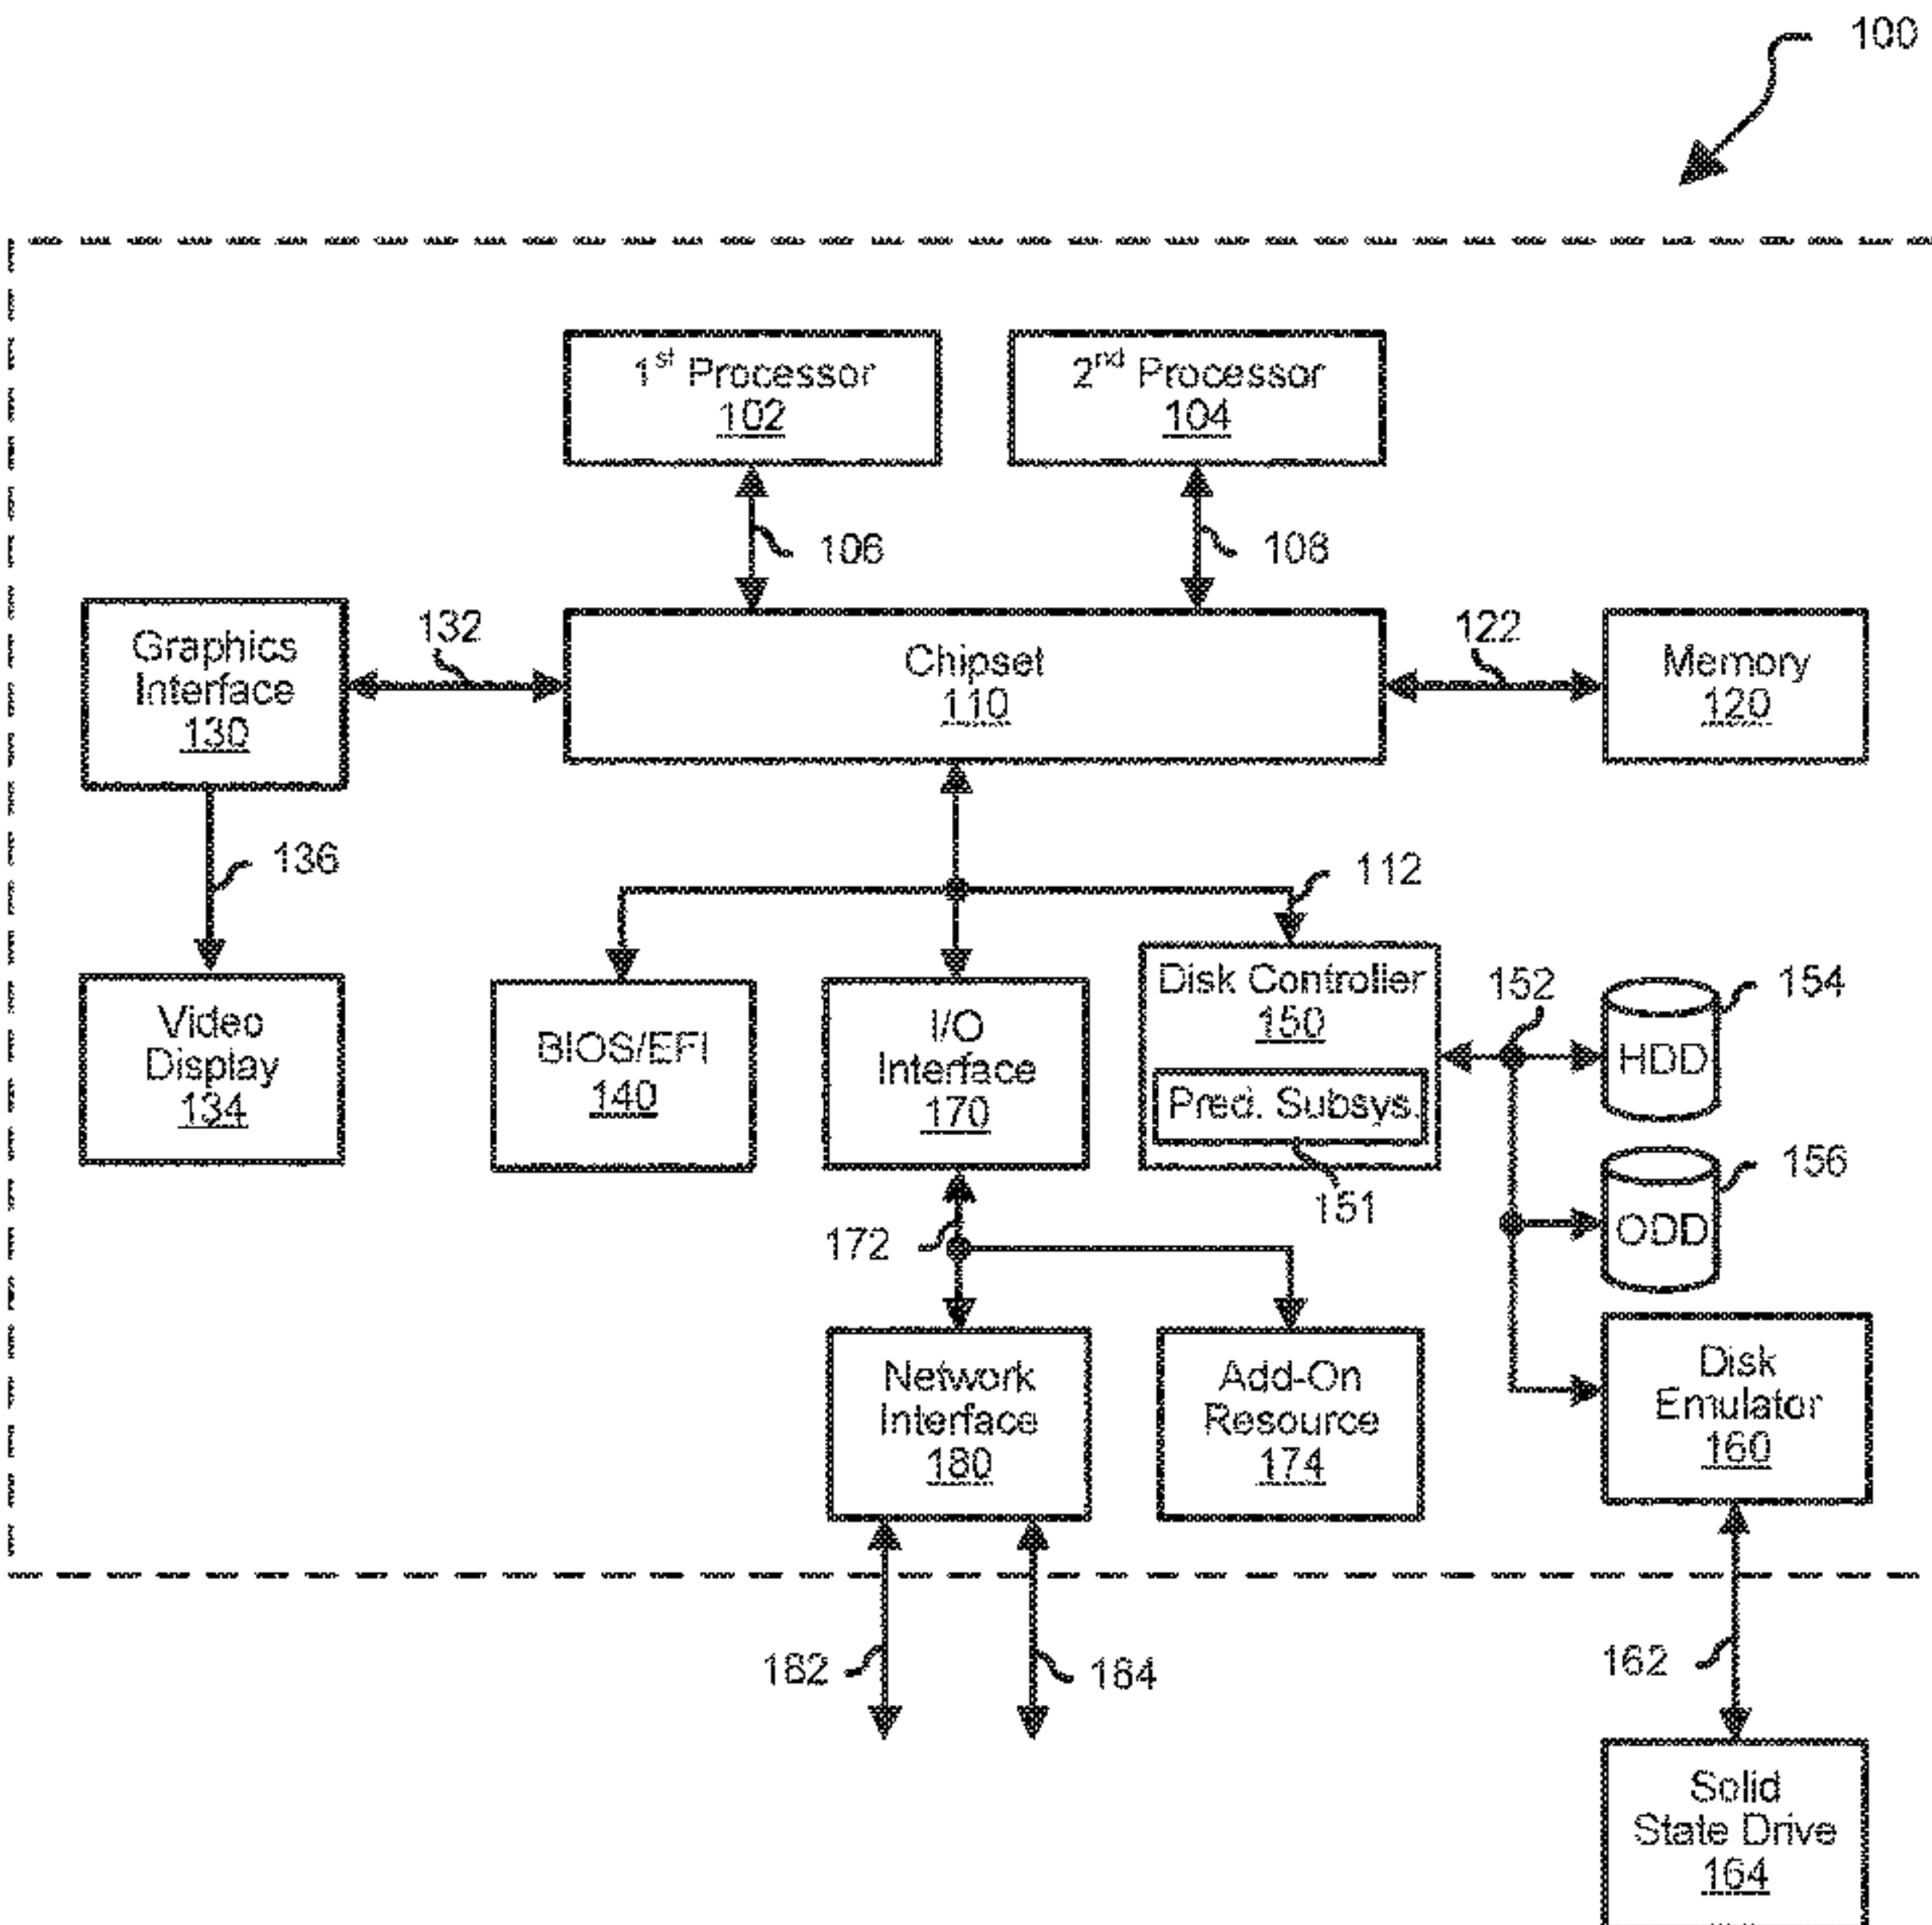 100
1st Processor
102
2nd Processor
104
106
108
Graphics
Interface
130
132
Chipset
110
122
Memory
120
136
112
Video
Display
134
BIOS/EFI
140
I/O
Interface
170
Disk Controller
150
Pred. Subsys.
151
152
HDD
154
ODD
156
172
Network
Interface
180
Add-On
Resource
174
Disk
Emulator
160
182
184
162
Solid
State Drive
164